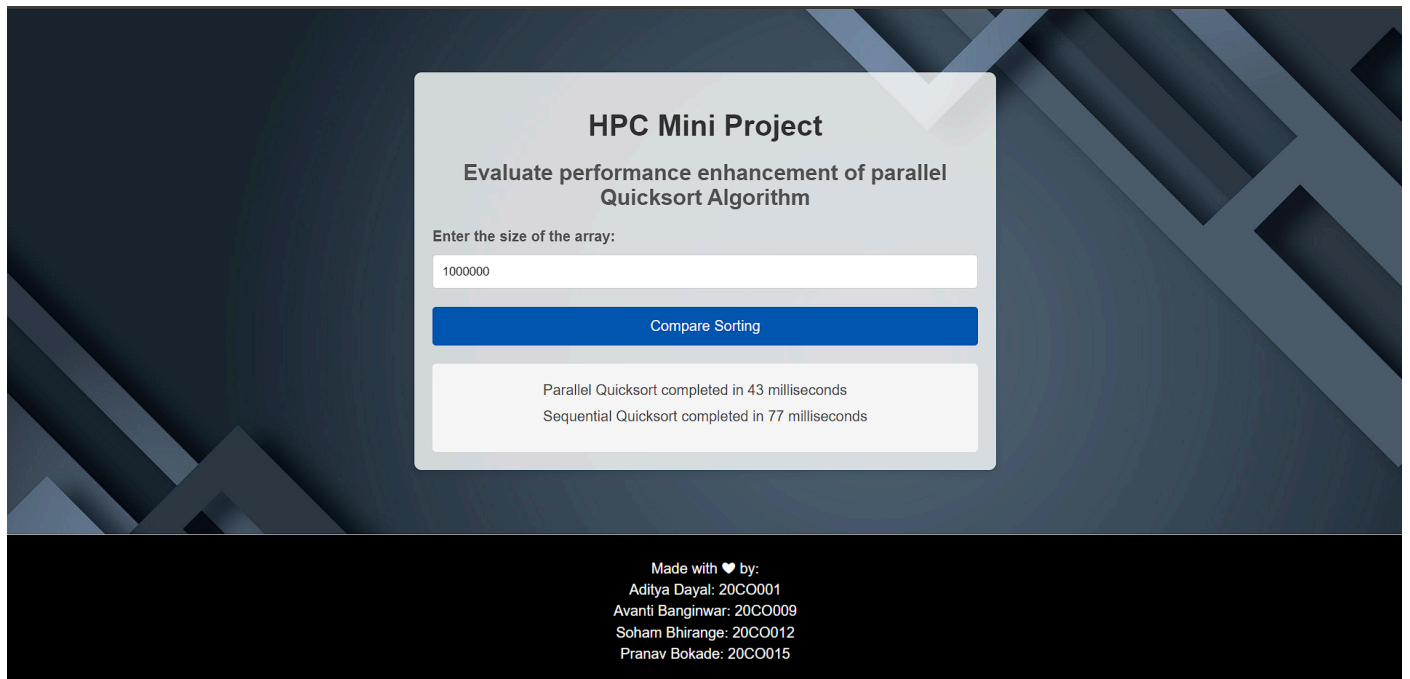 HPC Mini Project
Evaluate performance enhancement of parallel
Quicksort Algorithm
Enter the size of the array:
1000000
Compare Sorting
Parallel Quicksort completed in 43 milliseconds
Sequential Quicksort completed in 77 milliseconds
Made with ❤ by:
Aditya Dayal: 20CO001
Avanti Banginwar: 20CO009
Soham Bhirange: 20CO012
Pranav Bokade: 20CO015